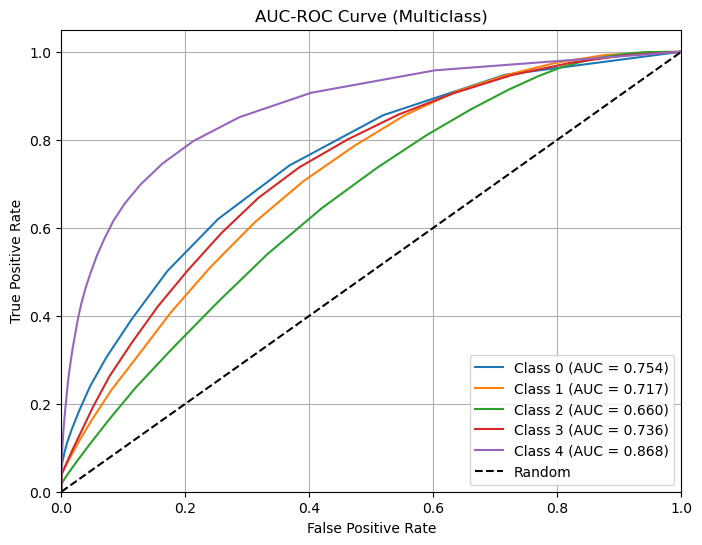 AUC-ROC Curve (Multiclass)
True Positive Rate
1.0
0.8
0.6
0.4
0.2
0.0
Class 0 (AUC = 0.754)
Class 1 (AUC = 0.717)
Class 2 (AUC = 0.660)
Class 3 (AUC = 0.736)
Class 4 (AUC = 0.868)
Random
0.0 0.2 0.4 0.6 0.8 1.0
False Positive Rate